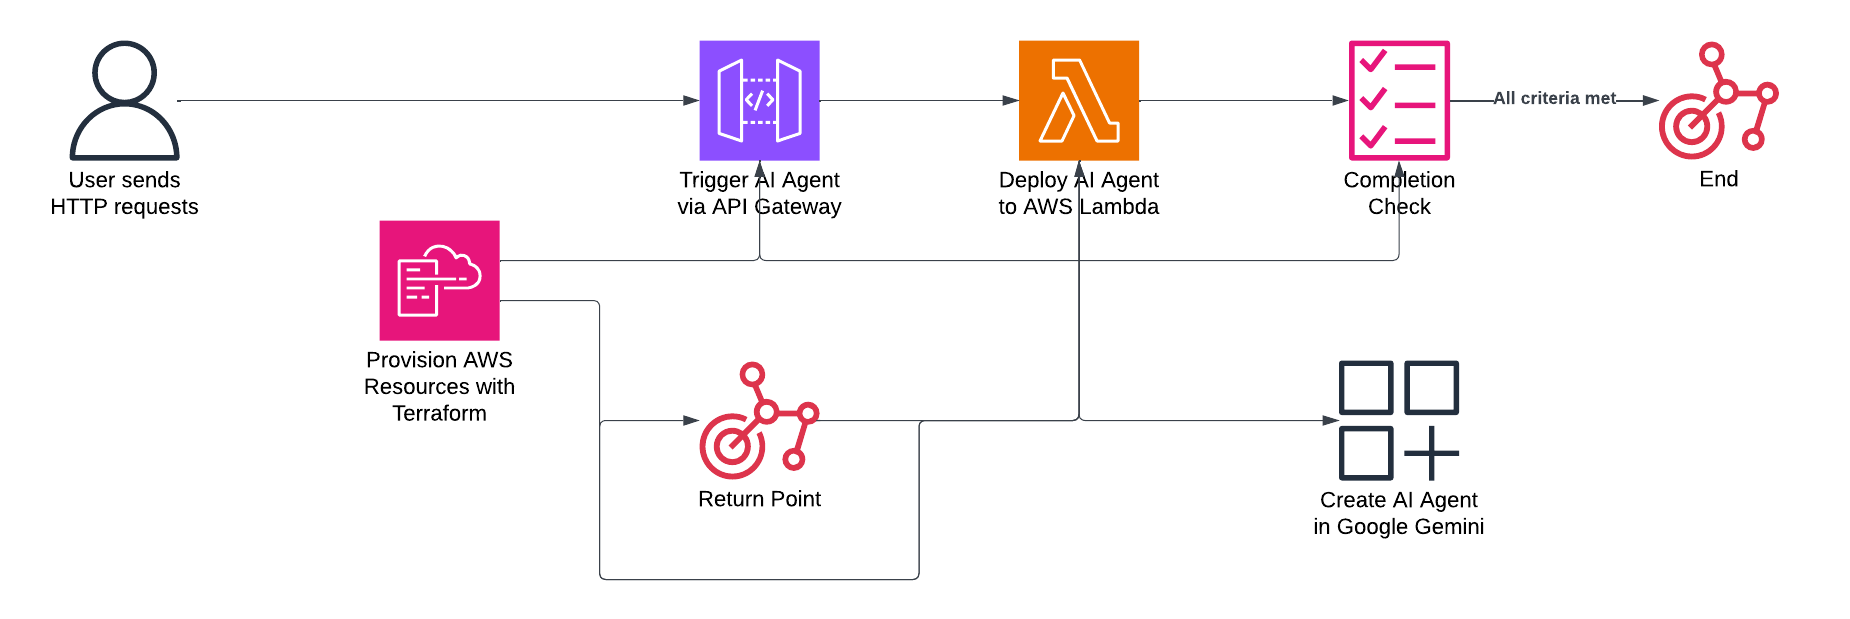 User sends
HTTP requests
Trigger AI Agent
via API Gateway
Deploy AI Agent
to AWS Lambda
Completion
Check
All criteria met
End
Provision AWS
Resources with
Terraform
Return Point
Create AI Agent
in Google Gemini